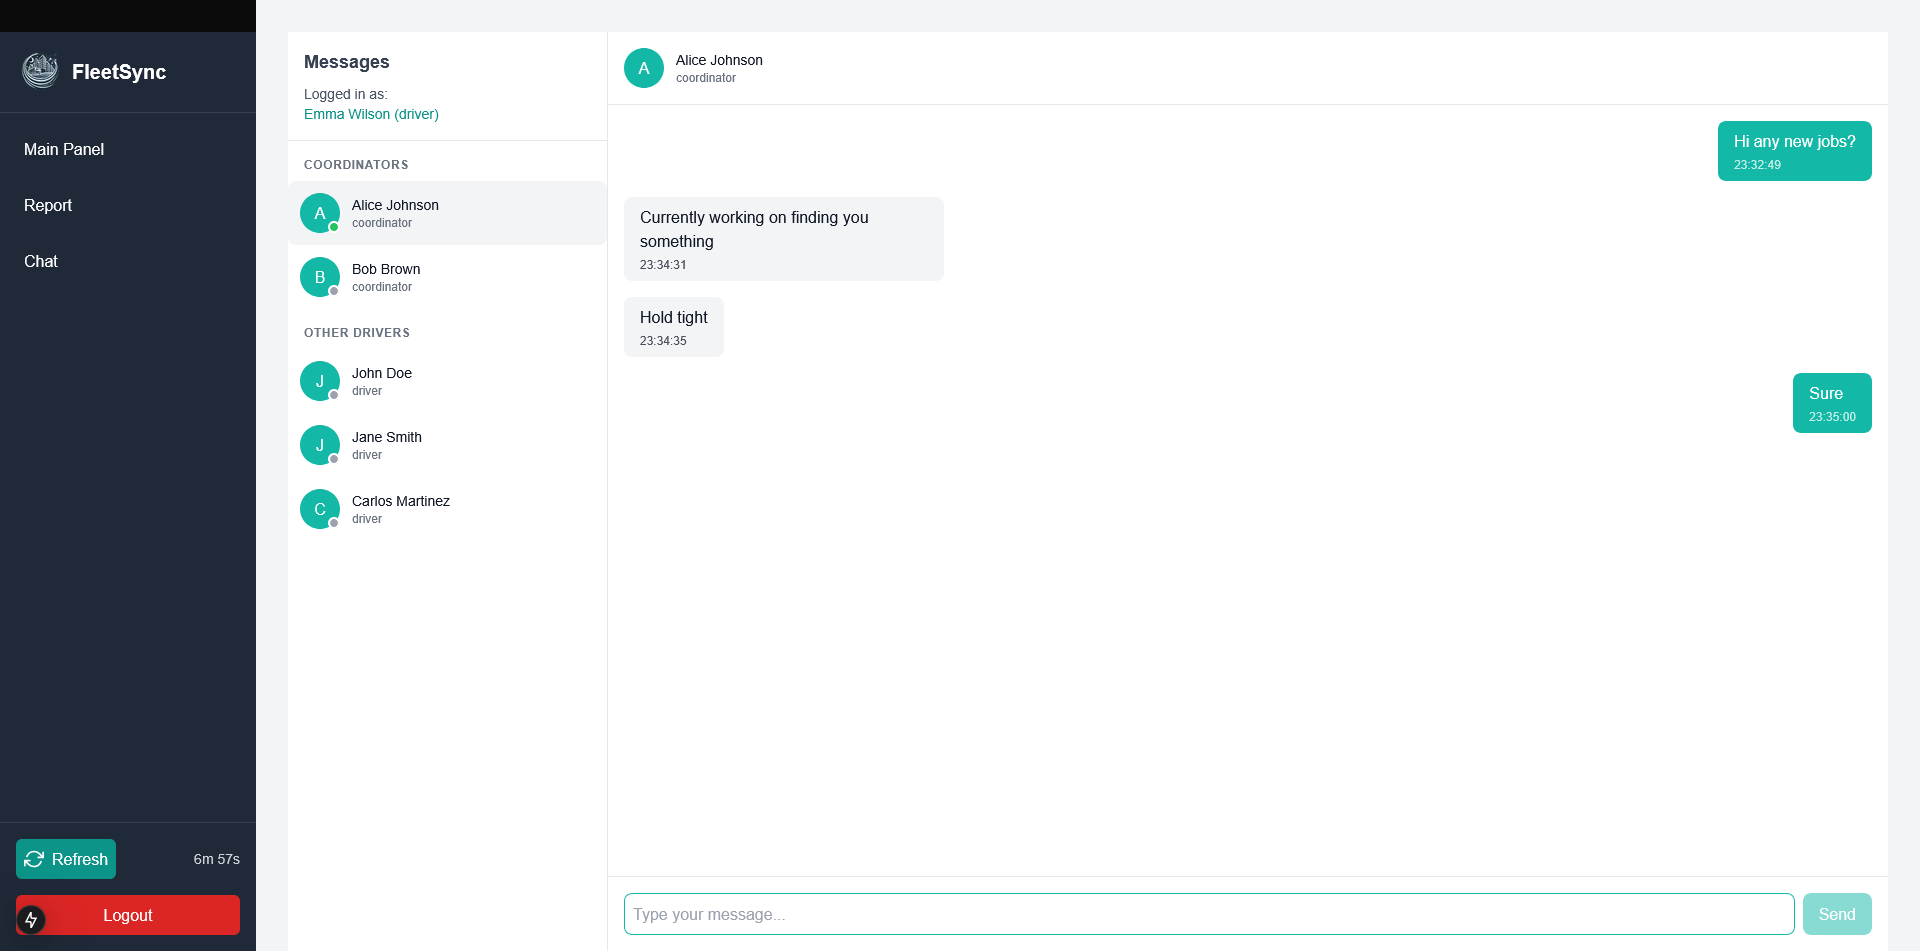 FleetSync
Main Panel
Report
Chat
Refresh
6m 57s
Logout
Messages
Logged in as:
Emma Wilson (driver)
COORDINATORS
A
Alice Johnson
coordinator
B
Bob Brown
coordinator
OTHER DRIVERS
J
John Doe
driver
J
Jane Smith
driver
C
Carlos Martinez
driver
A
Alice Johnson
coordinator
Hi any new jobs?
23:32:49
Currently working on finding you
something
23:34:31
Hold tight
23:34:35
Sure
23:35:00
Type your message...
Send